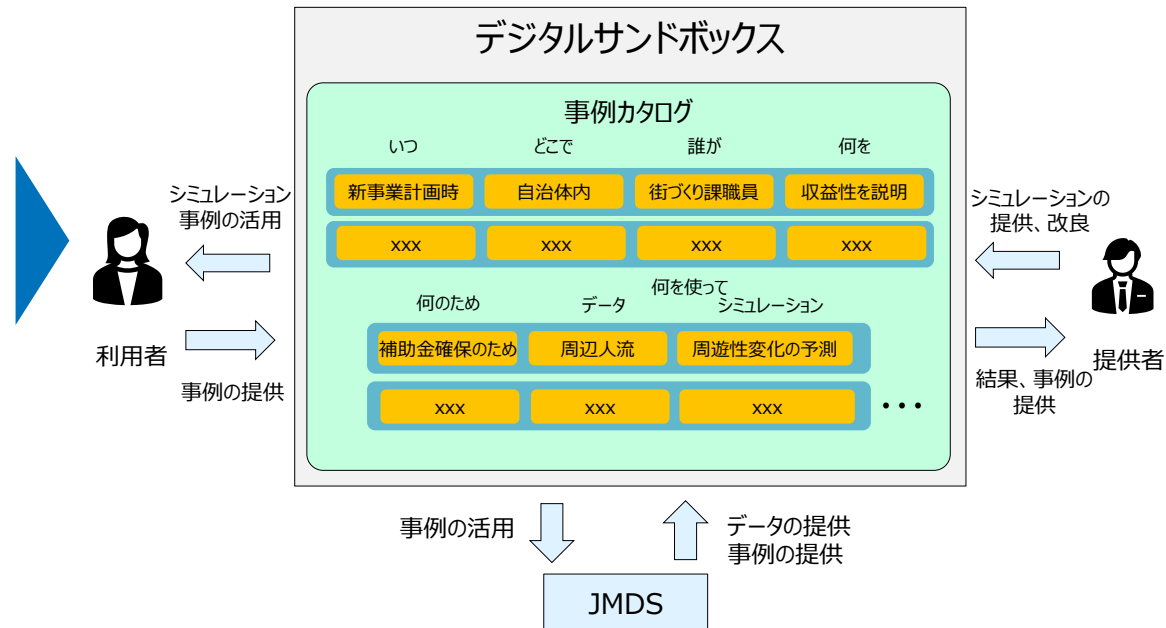 デジタルサンドボックス
事例カタログ
いつ
どこで
誰が
何を
新事業計画時
自治体内
街づくり課職員
収益性を説明
xxx
xxx
xxx
xxx
何を使って
何のため
データ
シミュレーション
補助金確保のため
周辺人流
周遊性変化の予測
xxx
xxx
xxx
・・・
シミュレーション
事例の活用
利用者
事例の提供
シミュレーションの
提供、改良
提供者
結果、事例の
提供
事例の活用
データの提供
事例の提供
JMDS